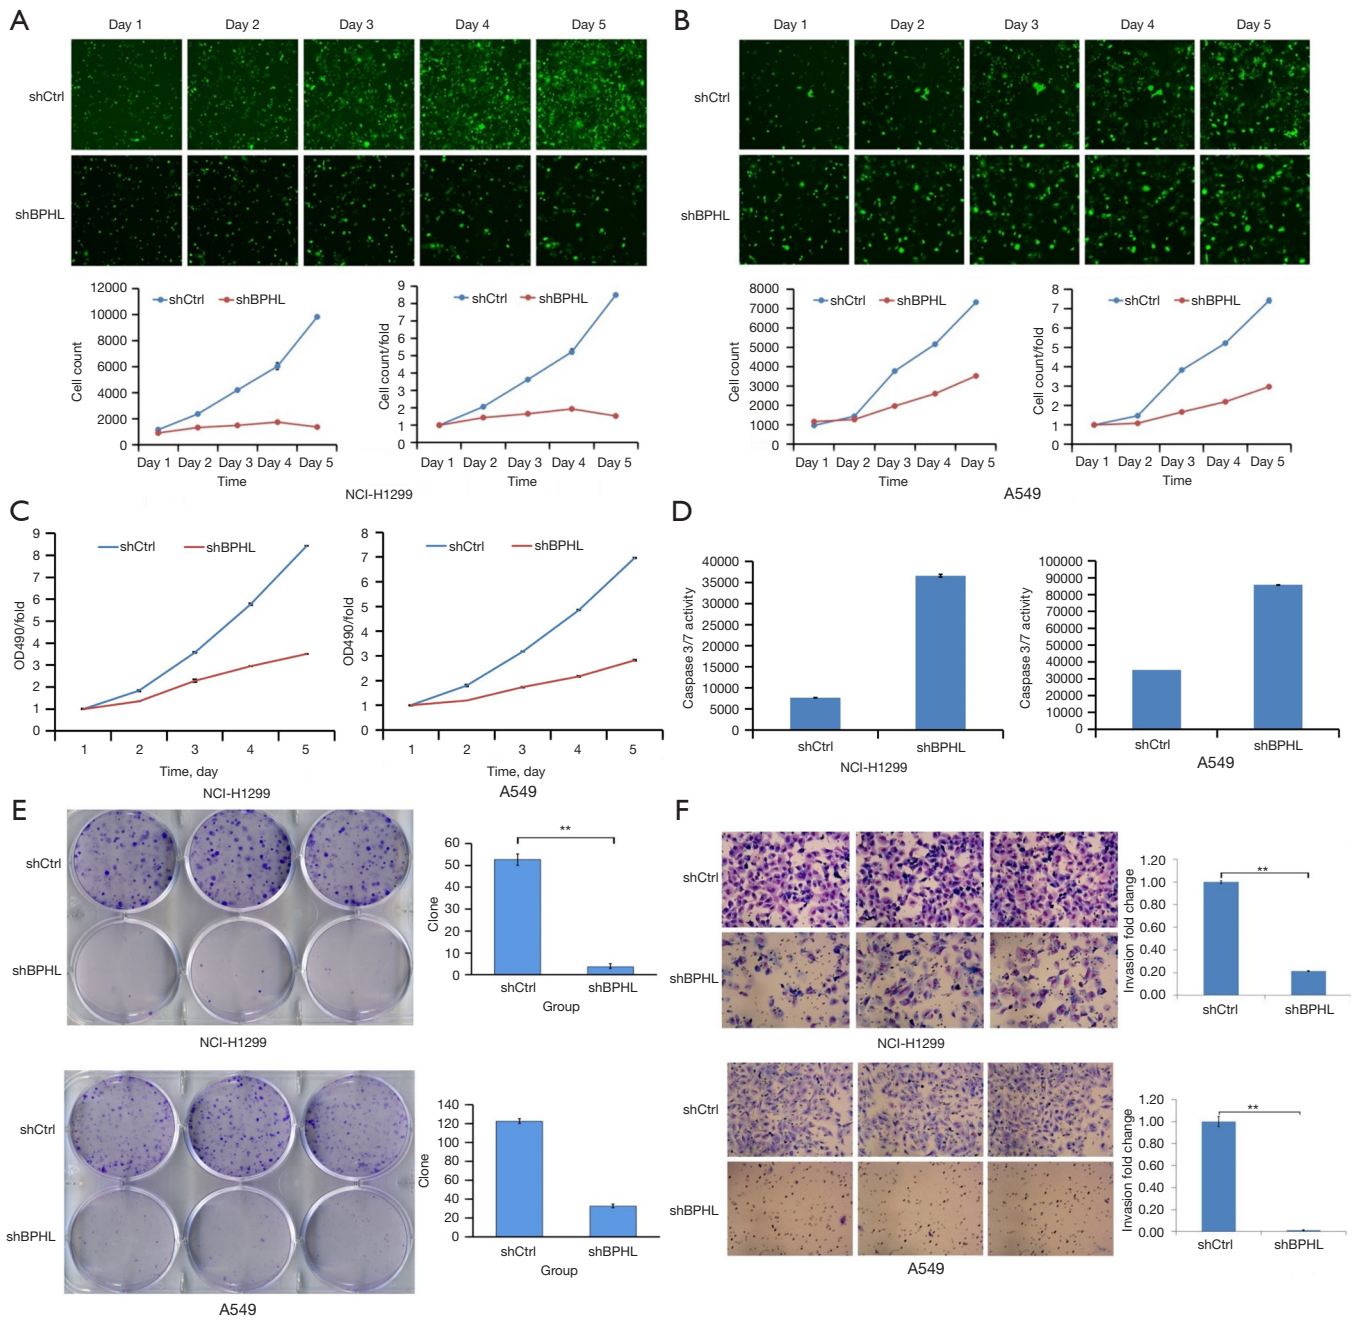 A
Day 1 Day 2 Day 3 Day 4 Day 5
shCtrl
shBPHL
12000
10000
8000
6000
4000
2000
0
Cell count
shCtrl shBPHL
Day 1 Day 2 Day 3 Day 4 Day 5
Time
9
8
7
6
5
4
3
2
1
0
Cell count/fold
shCtrl shBPHL
Day 1 Day 2 Day 3 Day 4 Day 5
Time
NCI-H1299
B
Day 1 Day 2 Day 3 Day 4 Day 5
shCtrl
shBPHL
8000
7000
6000
5000
4000
3000
2000
1000
0
Cell count
shCtrl shBPHL
Day 1 Day 2 Day 3 Day 4 Day 5
Time
8
7
6
5
4
3
2
1
0
Cell count/fold
shCtrl shBPHL
Day 1 Day 2 Day 3 Day 4 Day 5
Time
A549
C
9
8
7
6
5
4
3
2
1
0
OD490/fold
shCtrl shBPHL
1 2 3 4 5
Time, day
NCI-H1299
8
7
6
5
4
3
2
1
0
OD490/fold
shCtrl shBPHL
1 2 3 4 5
Time, day
A549
D
40000
35000
30000
25000
20000
15000
10000
5000
0
Caspase 3/7 activity
shCtrl shBPHL
NCI-H1299
100000
90000
80000
70000
60000
50000
40000
30000
20000
10000
0
Caspase 3/7 activity
shCtrl shBPHL
A549
E
shCtrl
shBPHL
NCI-H1299
60
50
40
30
20
10
0
Clone
**
shCtrl shBPHL
Group
shCtrl
shBPHL
A549
140
120
100
80
60
40
20
0
Clone
shCtrl shBPHL
Group
F
shCtrl
shBPHL
NCI-H1299
1.20
1.00
0.80
0.60
0.40
0.20
0.00
Invasion fold change
**
shCtrl shBPHL
shCtrl
shBPHL
A549
1.20
1.00
0.80
0.60
0.40
0.20
0.00
Invasion fold change
**
shCtrl shBPHL